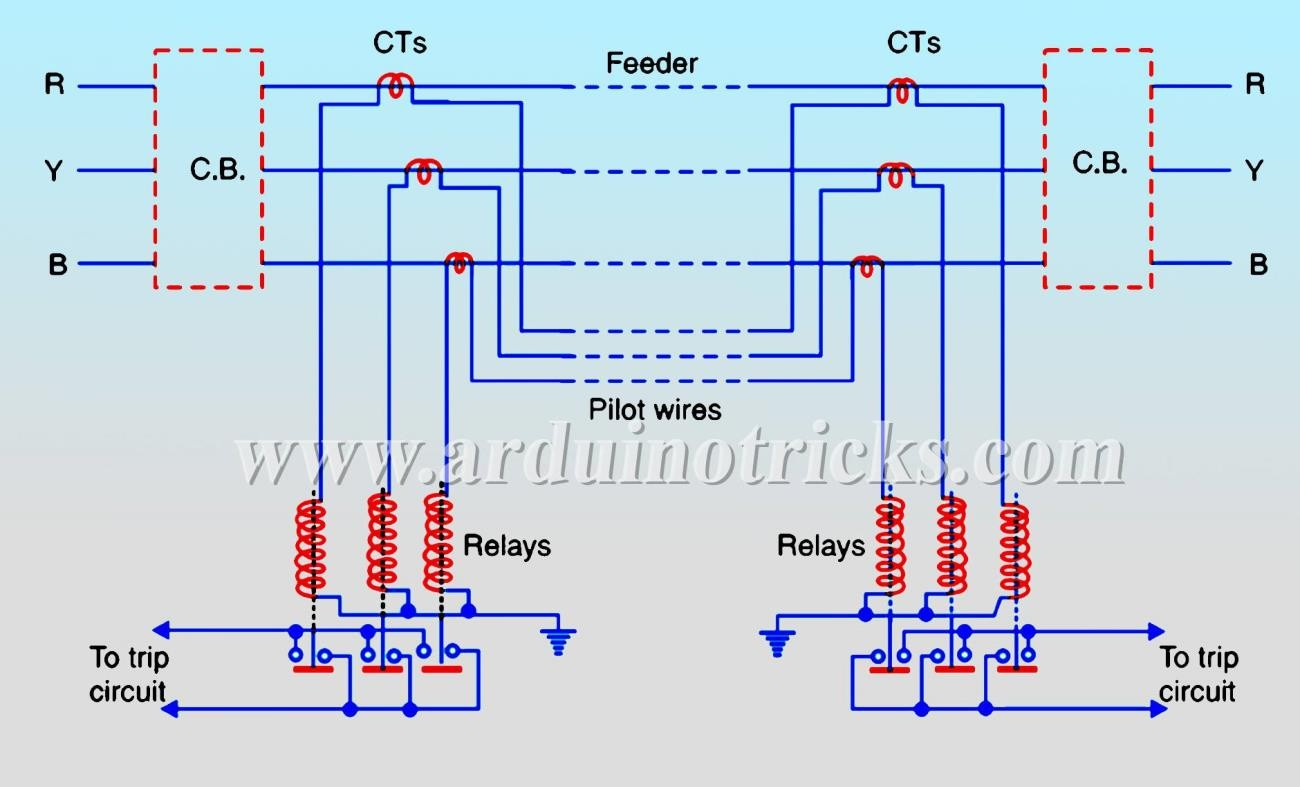 CTs
CTs
Feeder
R
R
Y
C.B.
C.B.
Y
B
B
Pilot wires
www.arduinotricks.com
Relays
Relays
To trip
circuit
To trip
circuit